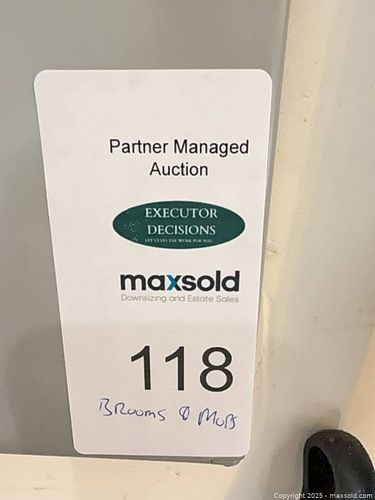 Partner Managed
Auction
EXECUTOR
DECISIONS
LET US DO THE WORK FOR YOU
maxsold
Downsizing and Estate Sales
118
BROOMS & MOPS
Copyright 2025 - maxsold.com